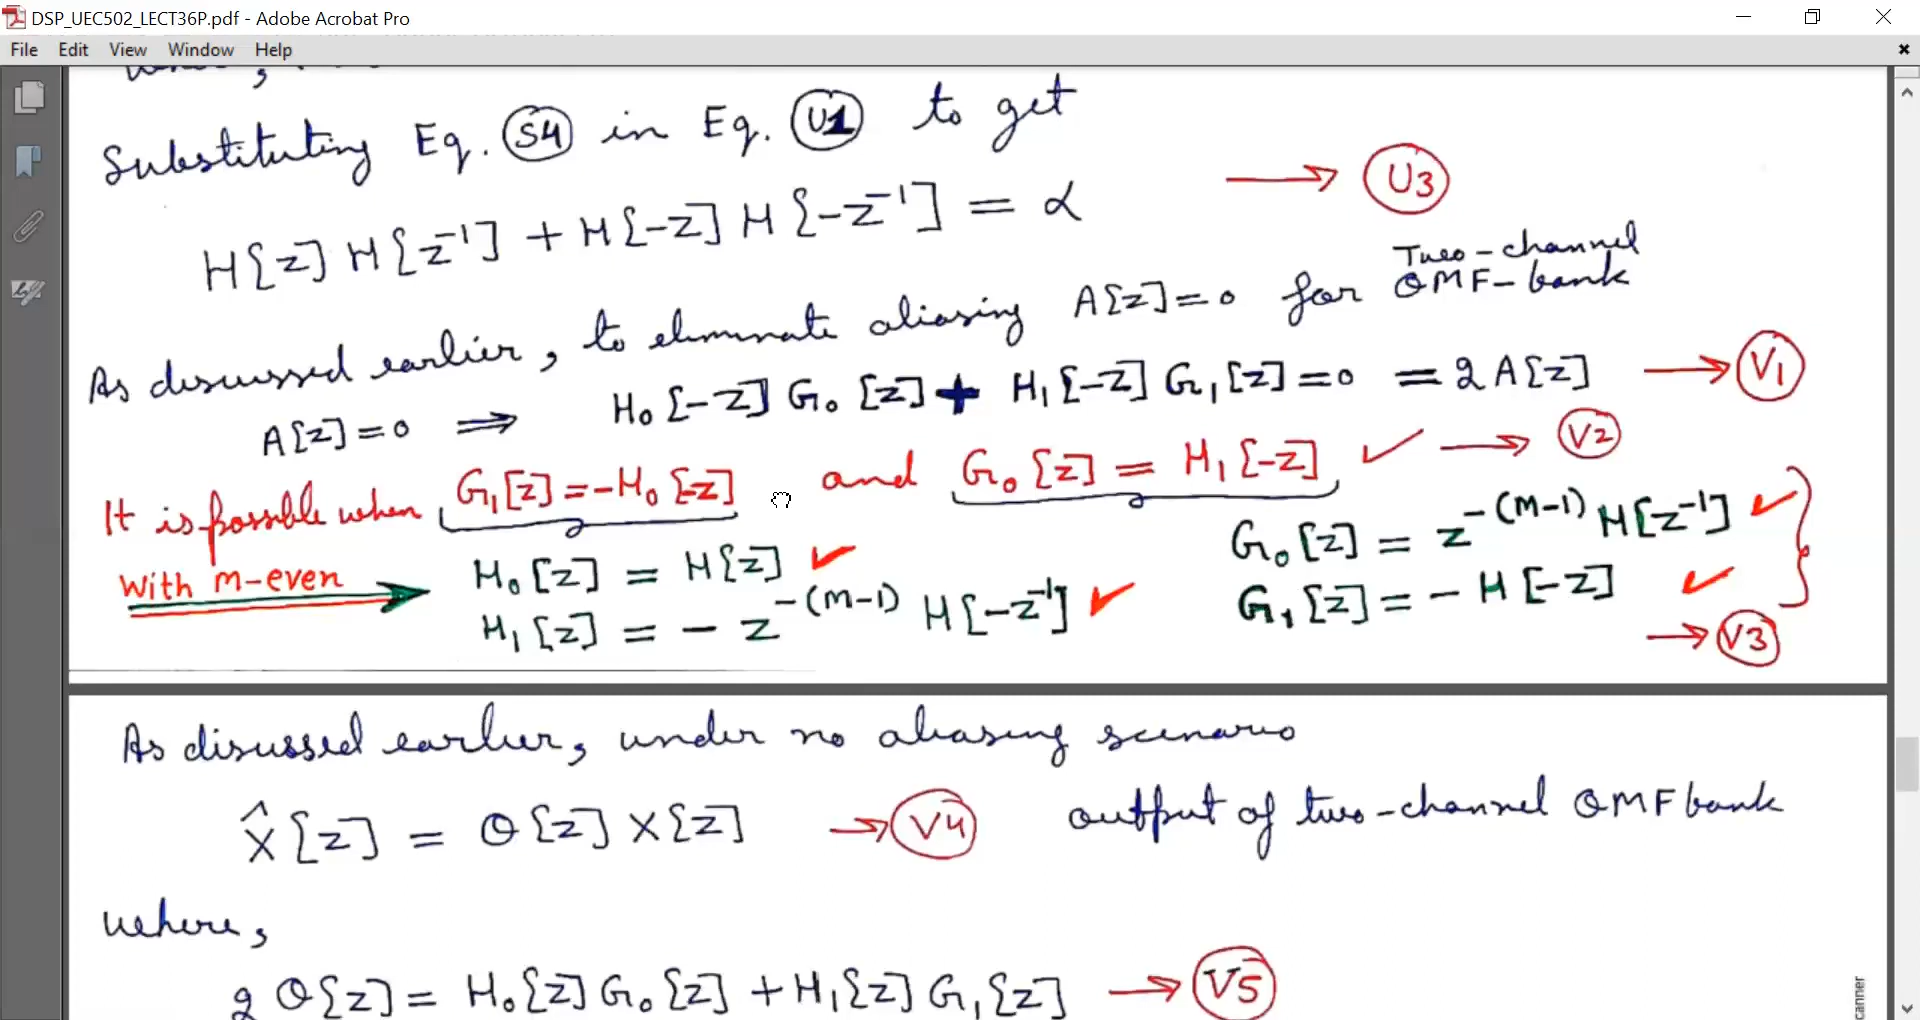 DSP_UEC502_LECT36P.pdf - Adobe Acrobat Pro
File Edit View Window Help
Substituting Eq. (S4) in Eq. (U1) to get
H[z] H[z⁻¹] + H[-z] H[-z⁻¹] = α → (U3)
As discussed earlier, to eliminate aliasing A[z]=0 for Two-channel QMF-bank
A[z]=0 ⇒ H₀[-z] G₀[z] + H₁[-z] G₁[z] = 0 = 2A[z] → (V1)
It is possible when G₁[z] = -H₀[-z] and G₀[z] = H₁[-z] ✓ → (V2)
With M-even → H₀[z] = H[z] ✓ G₀[z] = z^-(M-1) H[z⁻¹] ✓
H₁[z] = - z^-(M-1) H[-z⁻¹] ✓ G₁[z] = - H[-z] ✓ → (V3)
As discussed earlier, under no aliasing scenario
X̂[z] = Q[z] X[z] → (V4) output of two-channel QMF bank
where,
2 Q[z] = H₀[z] G₀[z] + H₁[z] G₁[z] → (V5)
canner